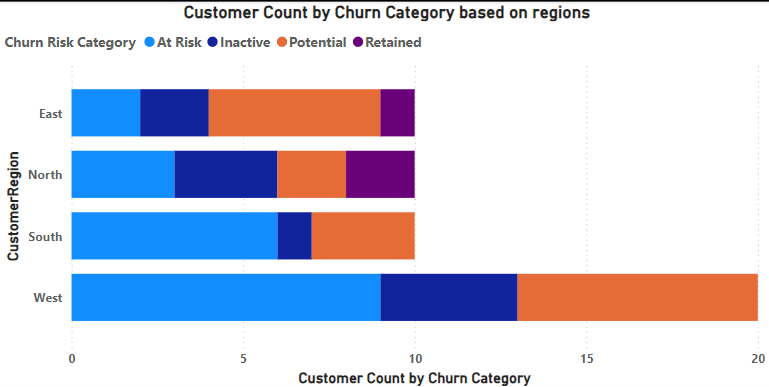 Customer Count by Churn Category based on regions
Churn Risk Category At Risk Inactive Potential Retained
CustomerRegion
East
North
South
West
0 5 10 15 20
Customer Count by Churn Category